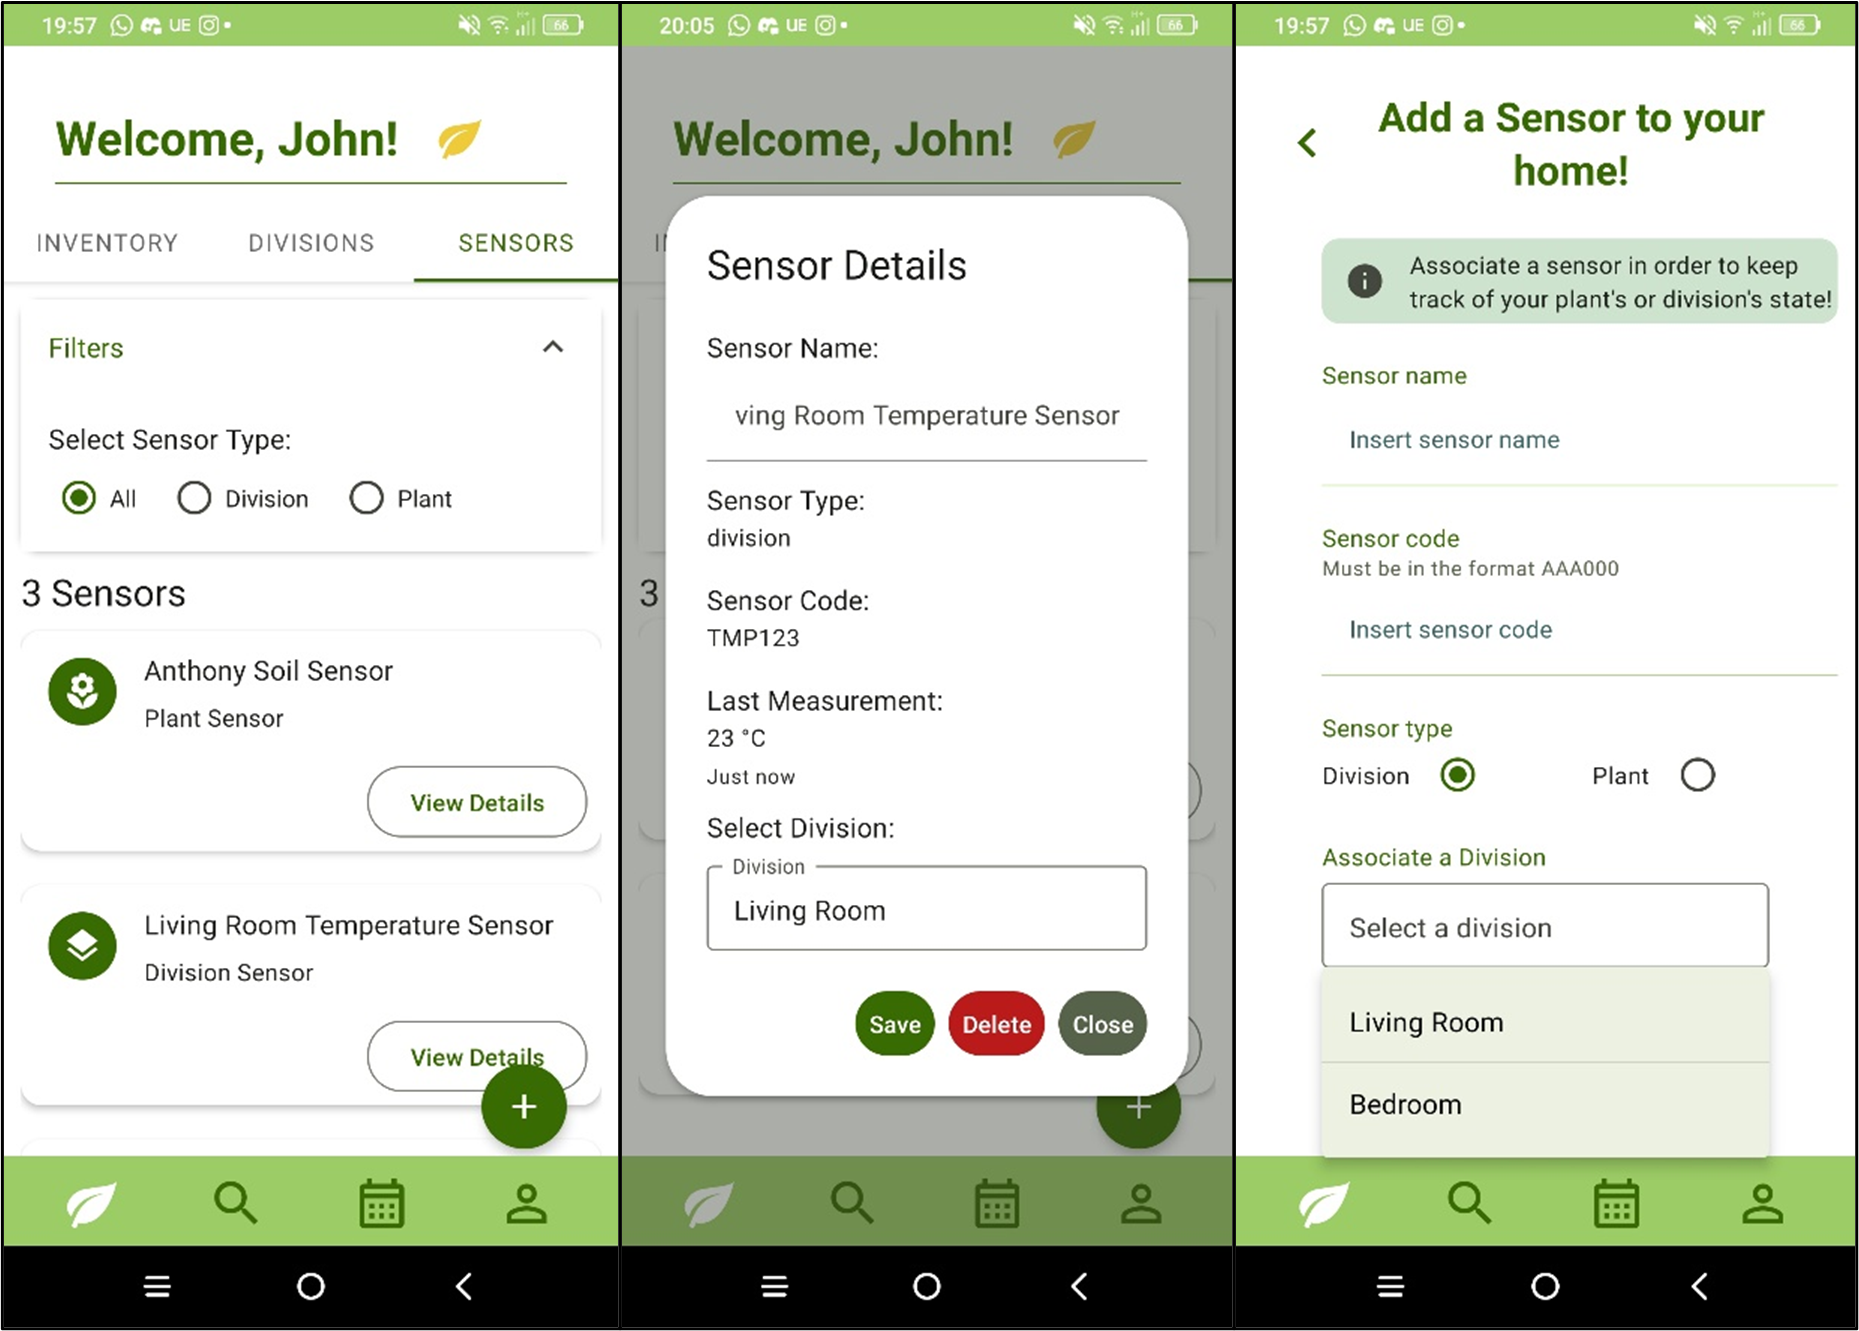 19:57 UE 66
Welcome, John!
INVENTORY DIVISIONS SENSORS
Filters
Select Sensor Type:
All Division Plant
3 Sensors
Anthony Soil Sensor
Plant Sensor
View Details
Living Room Temperature Sensor
Division Sensor
View Details
+
20:05 UE 66
Welcome, John!
3
Sensor Details
Sensor Name:
ving Room Temperature Sensor
Sensor Type:
division
Sensor Code:
TMP123
Last Measurement:
23 °C
Just now
Select Division:
Division
Living Room
Save Delete Close
+
19:57 UE 66
Add a Sensor to your
home!
Associate a sensor in order to keep
track of your plant's or division's state!
Sensor name
Insert sensor name
Sensor code
Must be in the format AAA000
Insert sensor code
Sensor type
Division Plant
Associate a Division
Select a division
Living Room
Bedroom